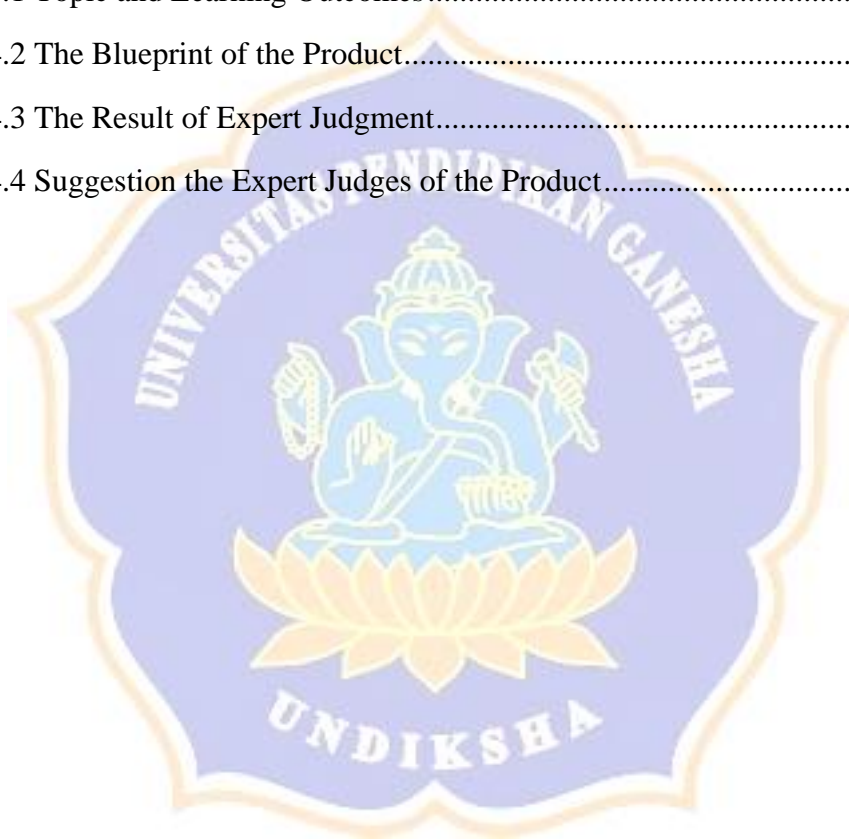 .1 Topic and Learning Outcomes......................................................
.2 The Blueprint of the Product.......................................................
.3 The Result of Expert Judgment...................................................
.4 Suggestion the Expert Judges of the Product..............................
UNIVERSITAS PENDIDIKAN GANESHA
UNDIKSHA